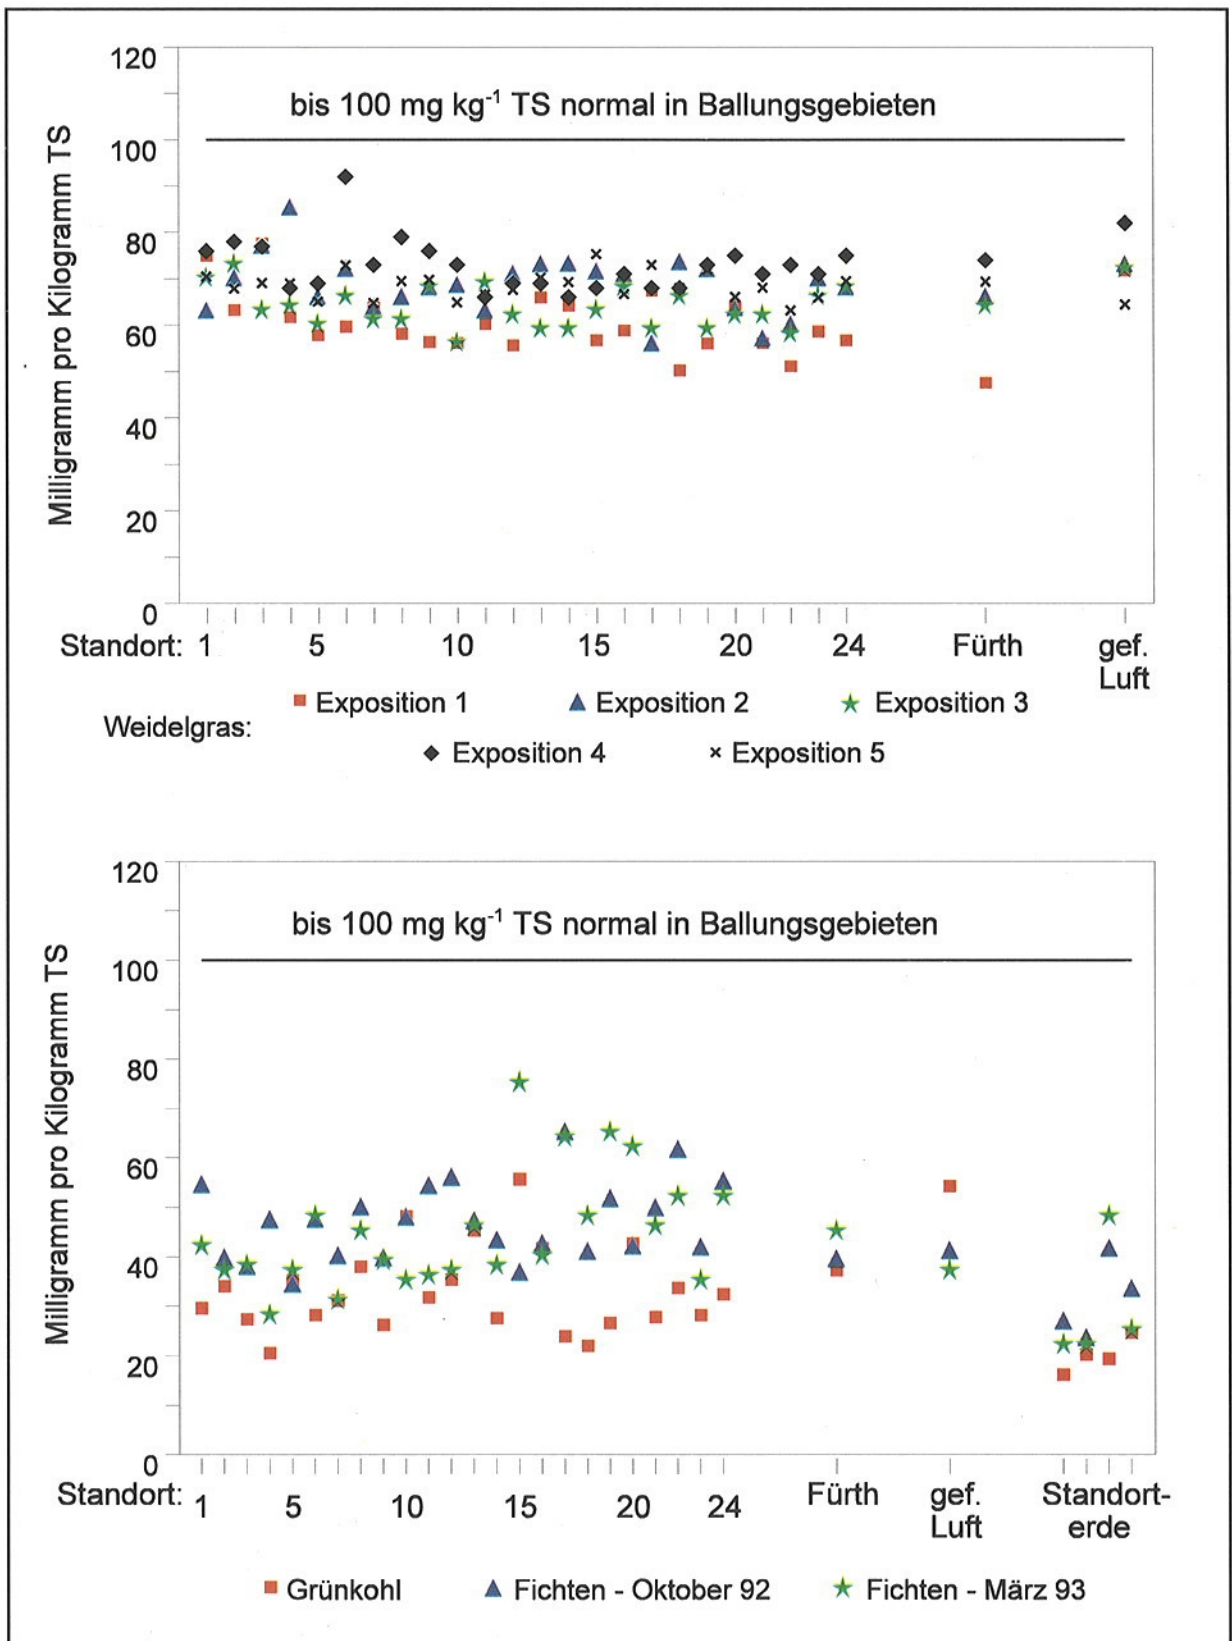 120
bis 100 mg kg⁻¹ TS normal in Ballungsgebieten
100
80
60
40
20
0
Milligramm pro Kilogramm TS
Standort: 1 5 10 15 20 24 Fürth gef.
Luft
Exposition 1 Exposition 2 Exposition 3
Weidelgras:
Exposition 4 Exposition 5
120
bis 100 mg kg⁻¹ TS normal in Ballungsgebieten
100
80
60
40
20
0
Milligramm pro Kilogramm TS
Standort: 1 5 10 15 20 24 Fürth gef. Standort-
Luft erde
Grünkohl Fichten - Oktober 92 Fichten - März 93